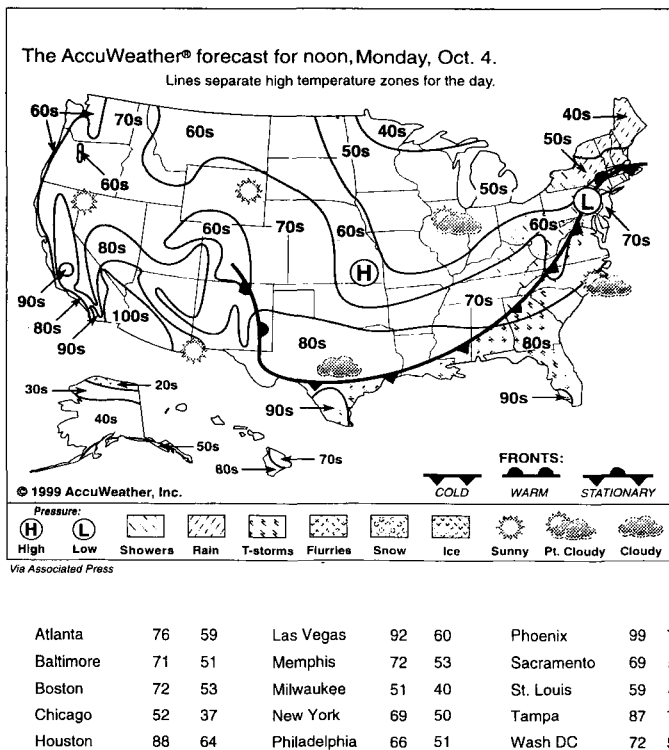 The AccuWeather® forecast for noon, Monday, Oct. 4.
Lines separate high temperature zones for the day.
60s
70s
60s
40s
40s
50s
50s
60s
50s
60s
60s
70s
60s
60s
70s
80s
H
L
90s
80s
90s
100s
70s
80s
80s
90s
90s
30s
20s
40s
50s
80s
70s
FRONTS:
COLD WARM STATIONARY
© 1999 AccuWeather, Inc.
Pressure:
H L
High Low Showers Rain T-storms Flurries Snow Ice Sunny Pt. Cloudy Cloudy
Via Associated Press
Atlanta 76 59 Las Vegas 92 60 Phoenix 99
Baltimore 71 51 Memphis 72 53 Sacramento 69
Boston 72 53 Milwaukee 51 40 St. Louis 59
Chicago 52 37 New York 69 50 Tampa 87
Houston 88 64 Philadelphia 66 51 Wash DC 72